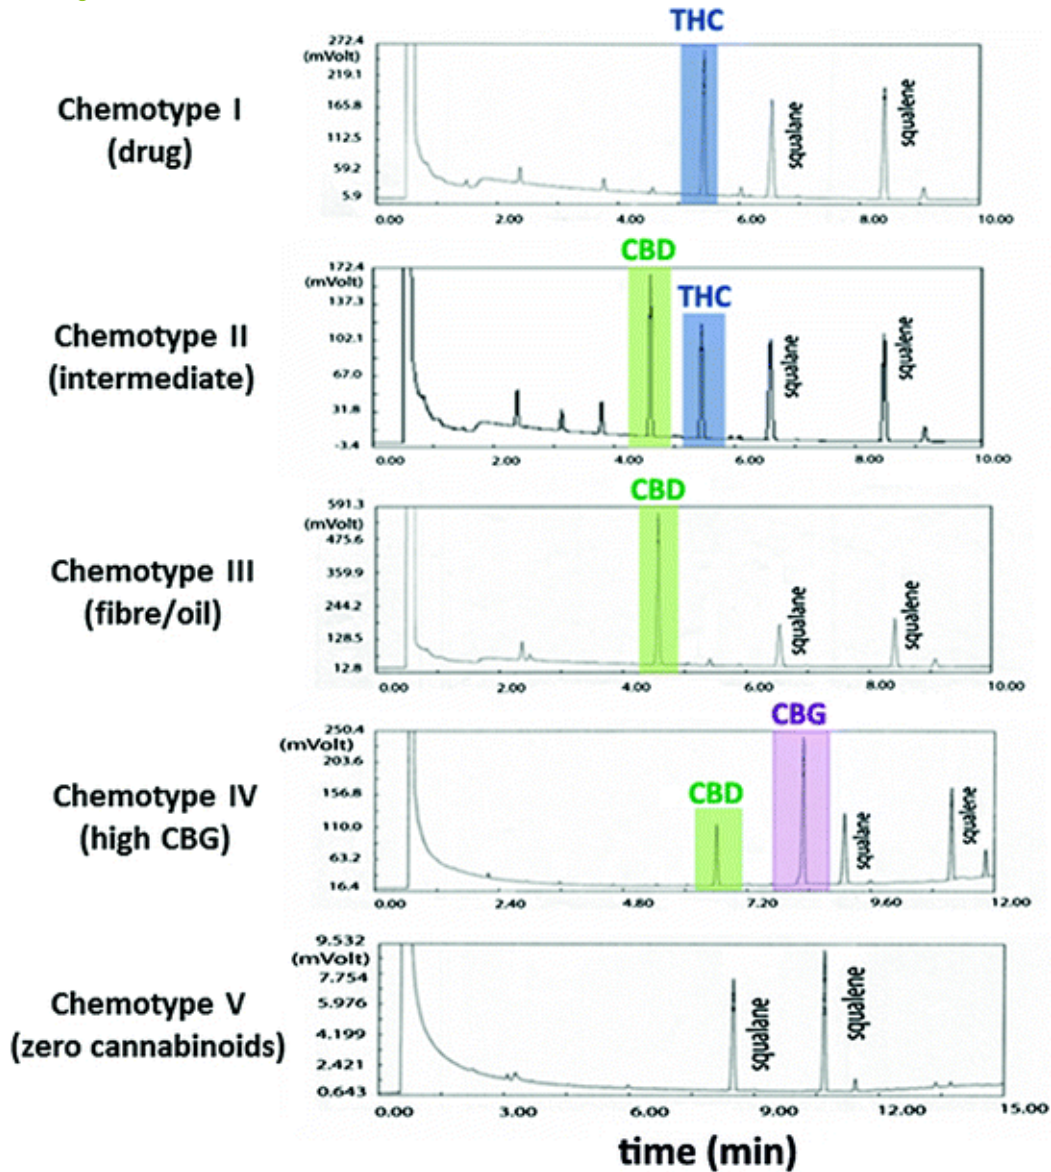 THC
272.4
(mVolt)
219.1
165.8
112.5
59.2
5.9
Chemotype I
(drug)
squalane
squalene
0.00 2.00 4.00 6.00 8.00 10.00
CBD
THC
172.4
(mVolt)
137.3
102.1
67.0
31.8
-3.4
Chemotype II
(intermediate)
squalane
squalene
0.00 2.00 4.00 6.00 8.00 10.00
CBD
591.3
(mVolt)
475.6
359.9
244.2
128.5
12.8
Chemotype III
(fibre/oil)
squalane
squalene
0.00 2.00 4.00 6.00 8.00 10.00
CBG
250.4
(mVolt)
203.6
156.8
110.0
63.2
16.4
Chemotype IV
(high CBG)
CBD
squalane
squalene
0.00 2.40 4.80 7.20 9.60 12.00
9.532
(mVolt)
7.754
5.976
4.199
2.421
0.643
Chemotype V
(zero cannabinoids)
squalane
squalene
0.00 3.00 6.00 9.00 12.00 15.00
time (min)